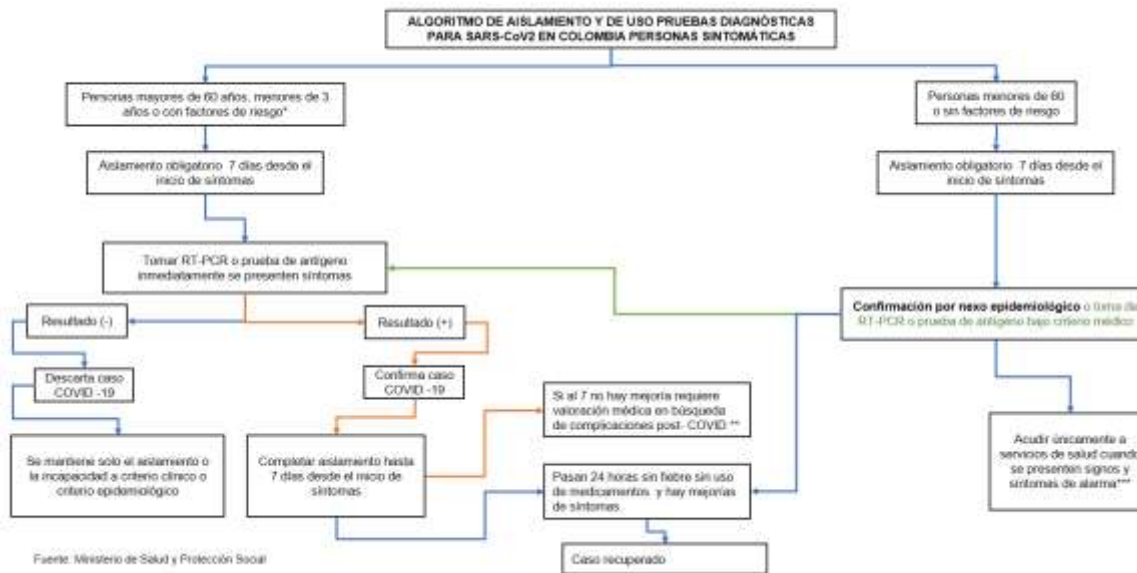 ALGORITMO DE AISLAMIENTO Y DE USO PRUEBAS DIAGNÓSTICAS
PARA SARS-CoV2 EN COLOMBIA PERSONAS SINTOMÁTICAS
Personas mayores de 60 años, menores de 3
años o con factores de riesgo*
Personas menores de 60
o sin factores de riesgo
Aislamiento obligatorio 7 días desde el
inicio de síntomas
Aislamiento obligatorio 7 días desde el
inicio de síntomas
Tomar RT-PCR o prueba de antígeno
inmediatamente se presenten síntomas
Resultado (-)
Resultado (+)
Confirmación por nexo epidemiológico o toma de
RT-PCR o prueba de antígeno bajo criterio médico
Descarta caso
COVID -19
Confirma caso
COVID -19
Si al 7 no hay mejoría requiere
valoración médica en búsqueda
de complicaciones post- COVID **
Se mantiene solo el aislamiento o
la incapacidad a criterio clínico o
criterio epidemiológico
Completar aislamiento hasta
7 días desde el inicio de
síntomas
Pasan 24 horas sin fiebre sin uso
de medicamentos y hay mejorías
de síntomas
Acudir únicamente a
servicios de salud cuando
se presenten signos y
síntomas de alarma***
Caso recuperado
Fuente: Ministerio de Salud y Protección Social